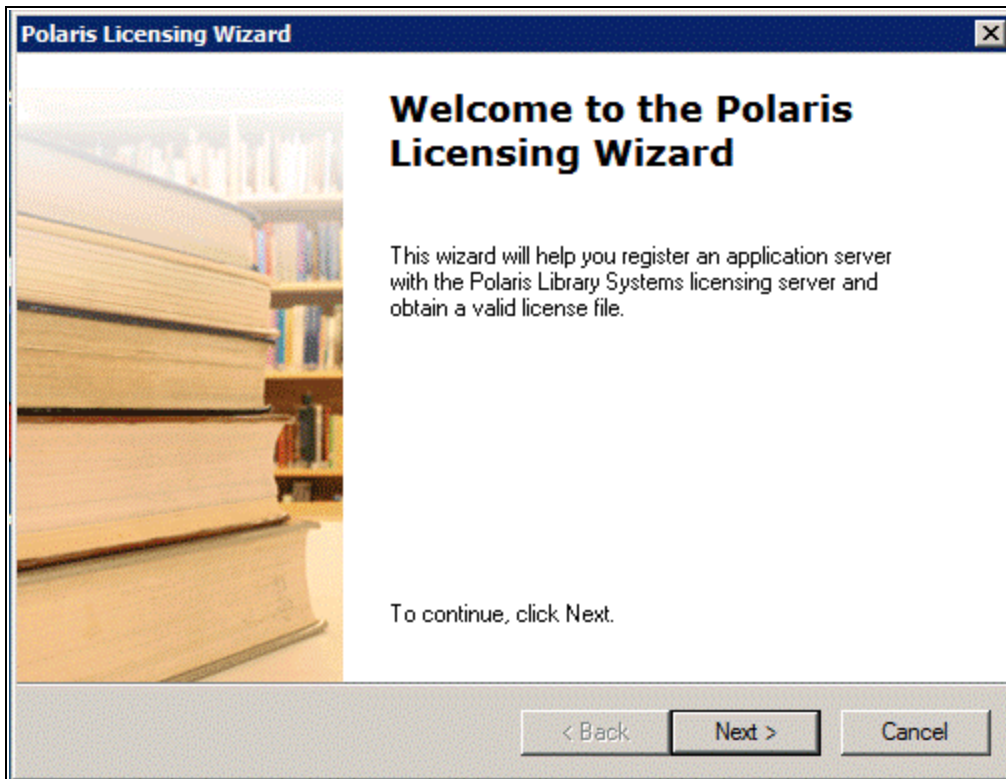 Polaris Licensing Wizard
Welcome to the Polaris
Licensing Wizard
This wizard will help you register an application server
with the Polaris Library Systems licensing server and
obtain a valid license file.
To continue, click Next.
< Back
Next >
Cancel